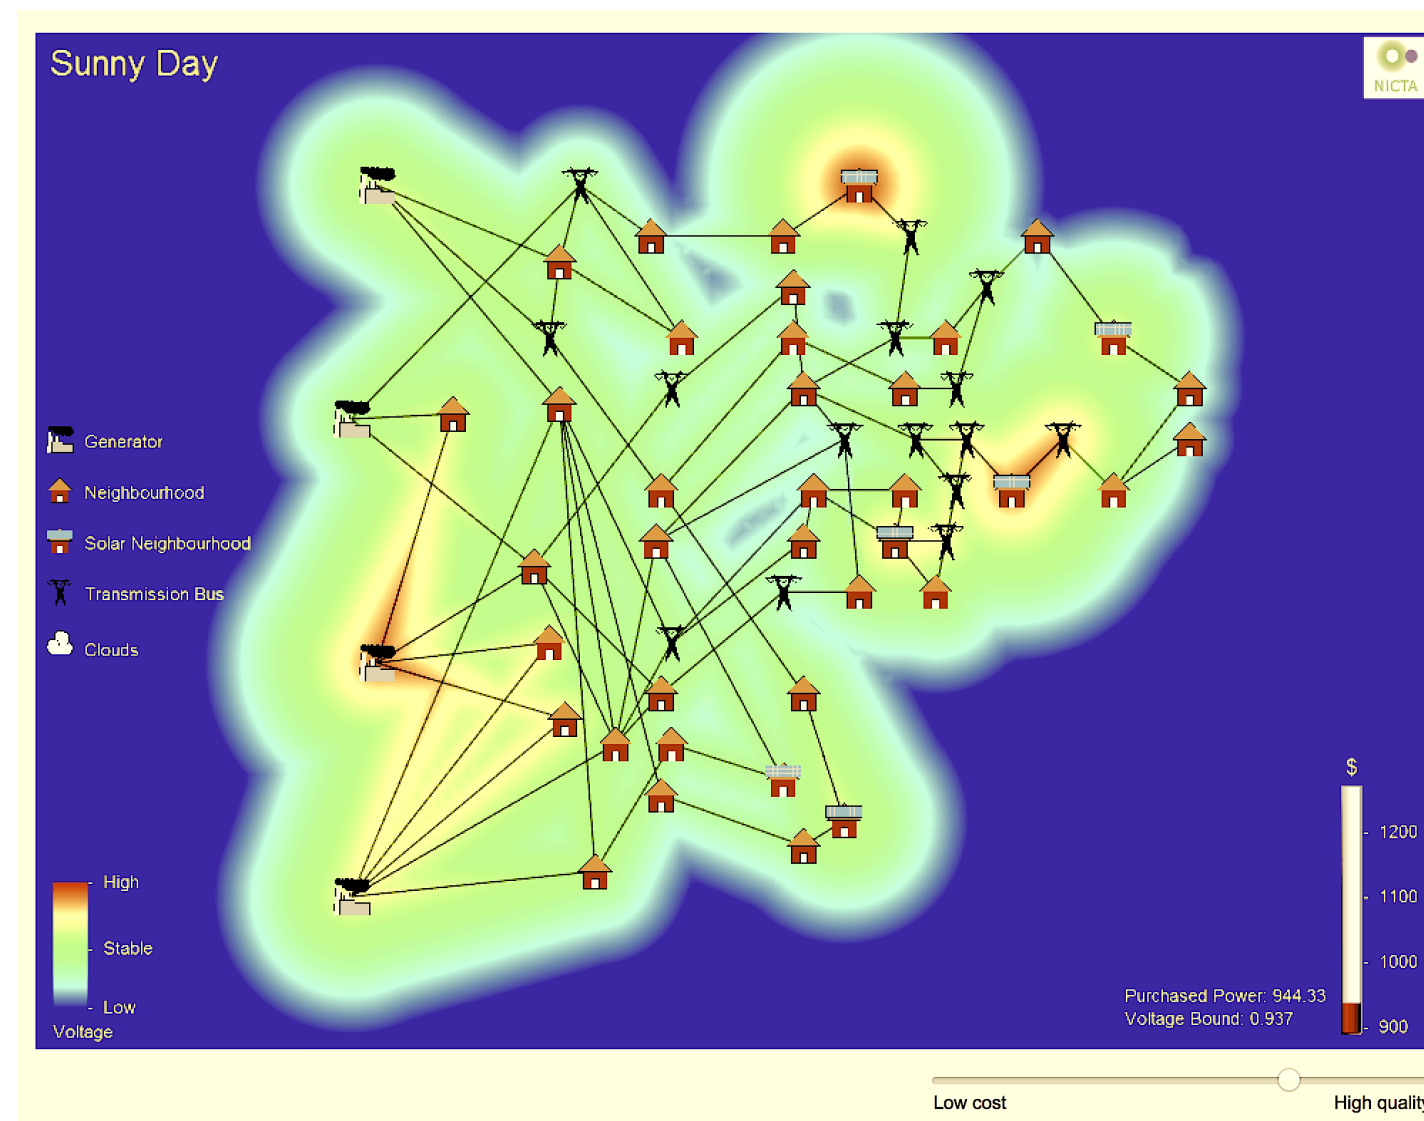 Sunny Day
NICTA
Generator
Neighbourhood
Solar Neighbourhood
Transmission Bus
Clouds
High
Stable
Low
Voltage
$
1200
1100
1000
900
Purchased Power: 944.33
Voltage Bound: 0.937
Low cost
High quality